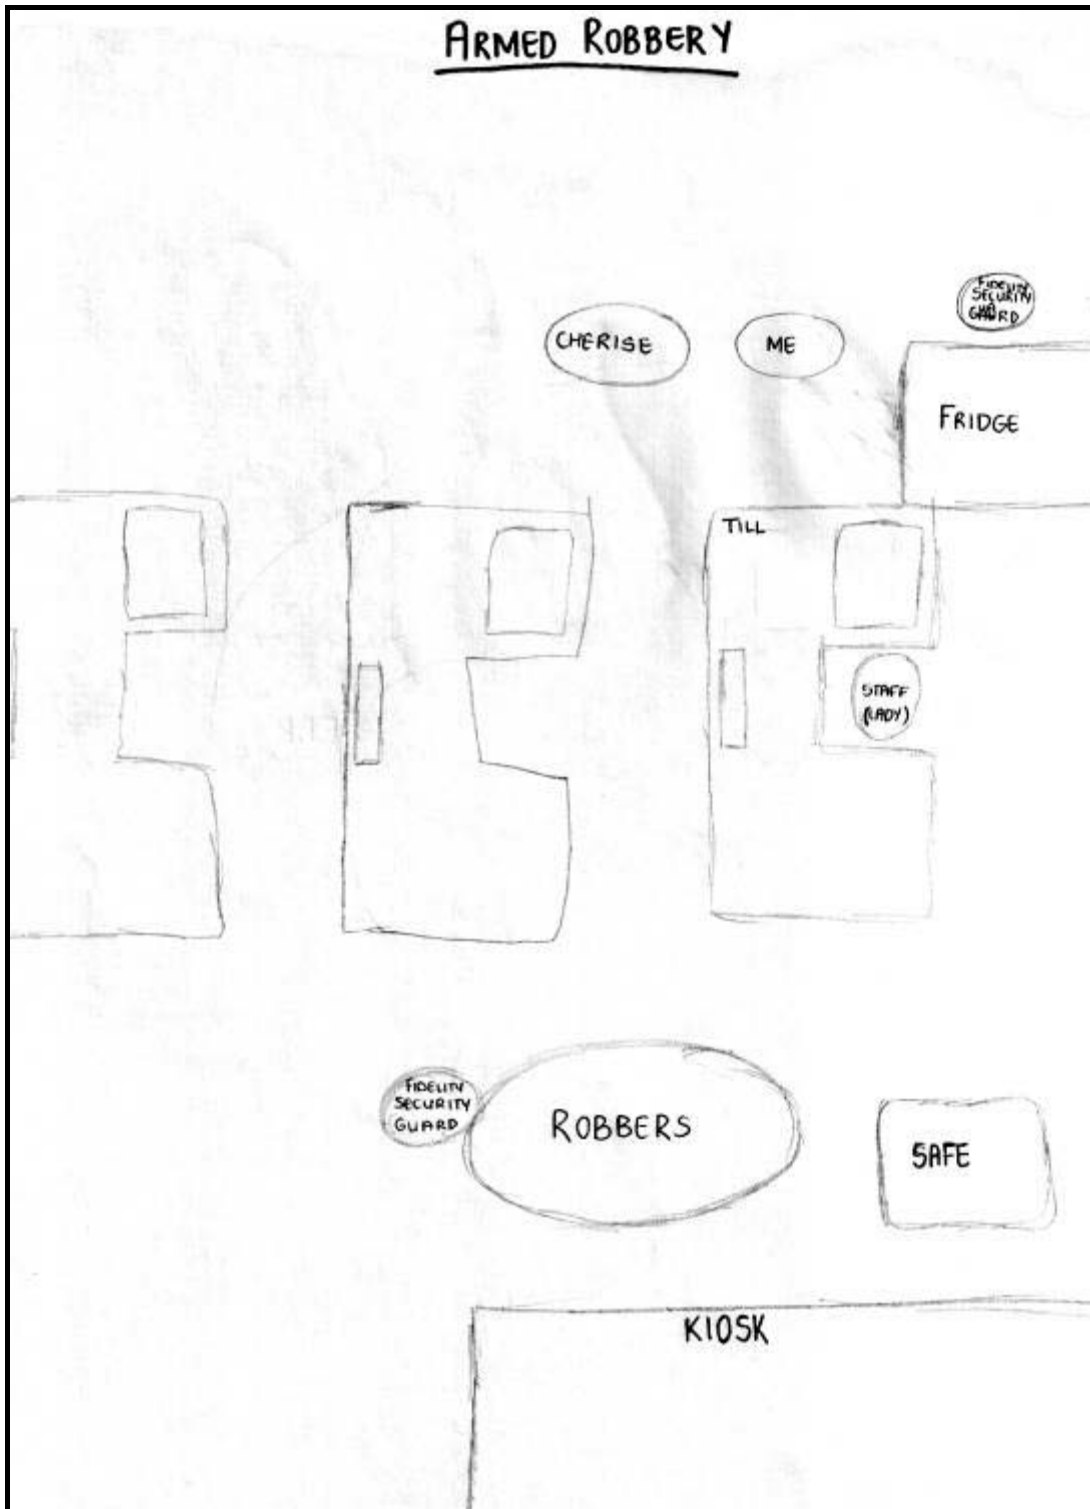 ARMED ROBBERY
FIDELITY
SECURITY
GUARD
CHERISE
ME
FRIDGE
TILL
STAFF
(LADY)
FIDELITY
SECURITY
GUARD
ROBBERS
SAFE
KIOSK